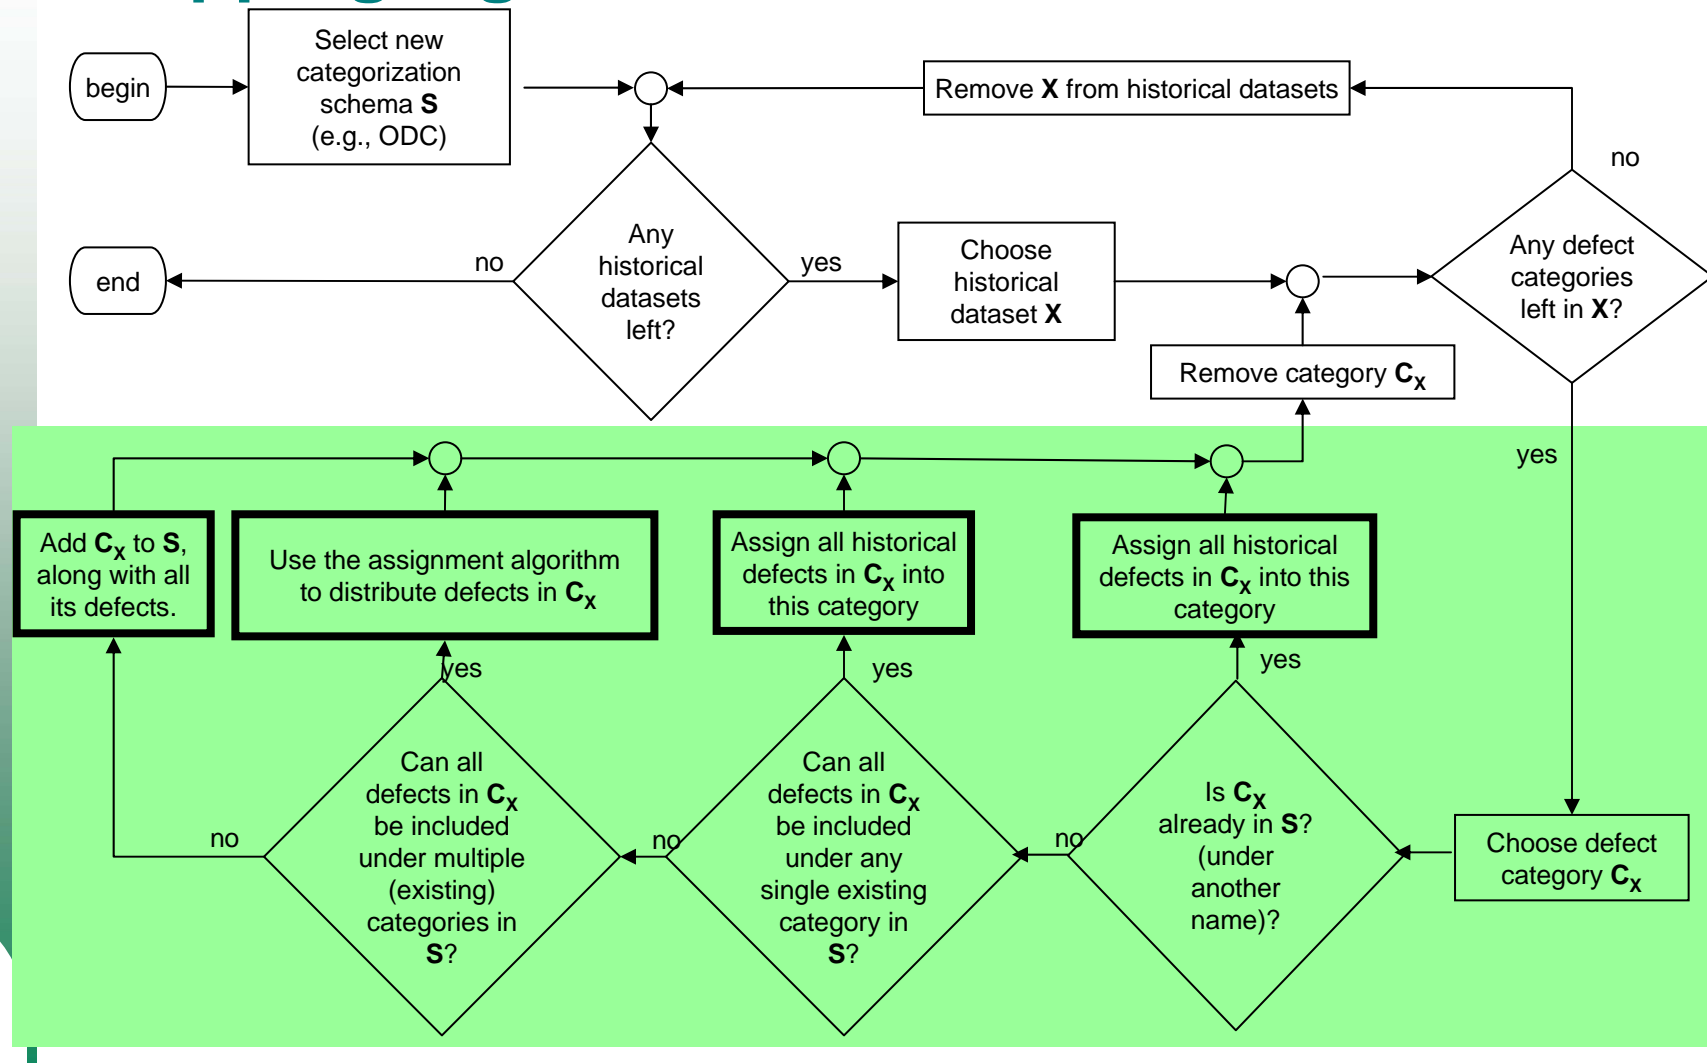 begin
Select new
categorization
schema S
(e.g., ODC)
Remove X from historical datasets
no
end
no
Any
historical
datasets
left?
yes
Choose
historical
dataset X
Any defect
categories
left in X?
Remove category CX
yes
Add CX to S,
along with all
its defects.
Use the assignment algorithm
to distribute defects in CX
Assign all historical
defects in CX into
this category
Assign all historical
defects in CX into this
category
yes
yes
yes
no
Can all
defects in CX
be included
under multiple
(existing)
categories in
S?
no
Can all
defects in CX
be included
under any
single existing
category in
S?
no
Is CX
already in S?
(under
another
name)?
Choose defect
category CX